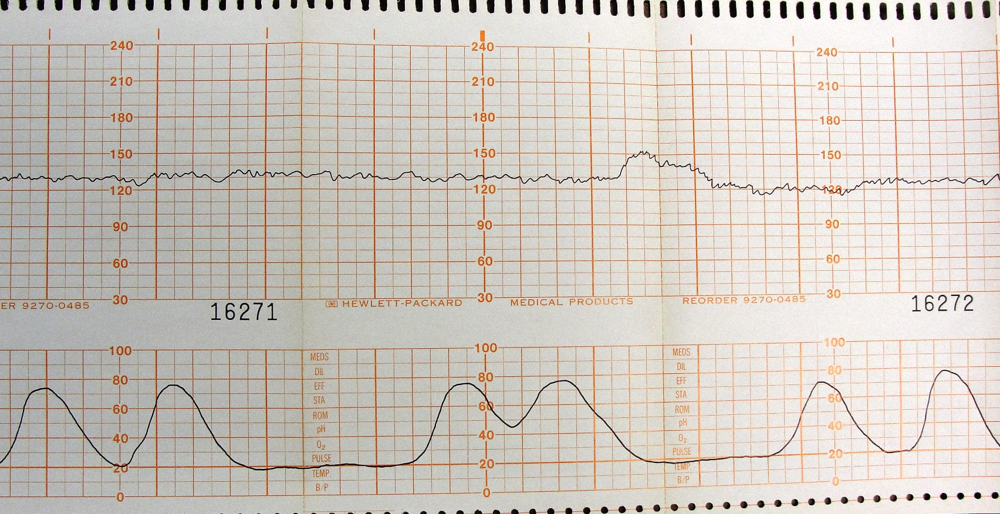 240 240 240
210 210 210
180 180 180
150 150 150
120 120 120
90 90 90
60 60 60
30 30 30
ER 9270-0485 16271 HEWLETT-PACKARD MEDICAL PRODUCTS REORDER 9270-0485 16272
100 100 100
80 80 80
60 60 60
40 40 40
20 20 20
0 0 0
MEDS MEDS
DIL DIL
EFF EFF
STA STA
ROM ROM
pH pH
O₂ O₂
PULSE PULSE
TEMP. TEMP.
B/P B/P